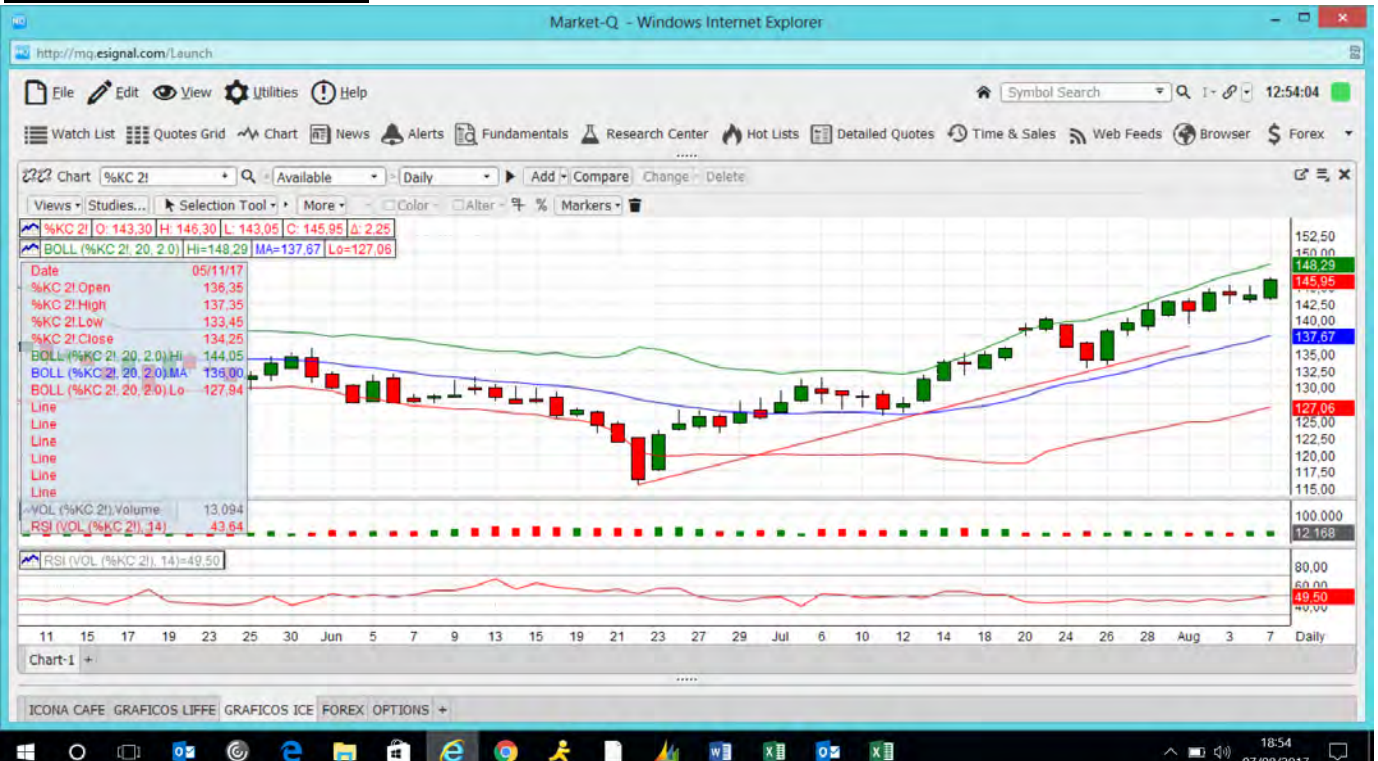 Market-Q - Windows Internet Explorer
http://mq.esignal.com/Launch
File Edit View Utilities Help Symbol Search 12:54:04
Watch List Quotes Grid Chart News Alerts Fundamentals Research Center Hot Lists Detailed Quotes Time & Sales Web Feeds Browser $ Forex
Chart %KC 2! Available Daily Add Compare Change Delete
Views Studies... Selection Tool More Color Alter % Markers
%KC 2! O: 143,30 H: 146,30 L: 143,05 C: 145,95 Δ: 2,25
BOLL (%KC 2!, 20, 2.0) Hi=148,29 MA=137,67 Lo=127,06
Date 05/11/17
%KC 2!.Open 136,35
%KC 2!.High 137,35
%KC 2!.Low 133,45
%KC 2!.Close 134,25
BOLL (%KC 2!, 20, 2.0).Hi 144,05
BOLL (%KC 2!, 20, 2.0).MA 136,00
BOLL (%KC 2!, 20, 2.0).Lo 127,94
Line
Line
Line
Line
Line
Line
VOL (%KC 2!).Volume 13.094
RSI (VOL (%KC 2!), 14) 43,64
152,50
150,00
148,29
145,95
142,50
140,00
137,67
135,00
132,50
130,00
127,06
125,00
122,50
120,00
117,50
115,00
100.000
12.168
RSI (VOL (%KC 2!), 14)=49,50
80,00
60,00
49,50
40,00
11 15 17 19 23 25 30 Jun 5 7 9 13 15 19 21 23 27 29 Jul 6 10 12 14 18 20 24 26 28 Aug 3 7 Daily
Chart-1 +
ICONA CAFE GRAFICOS LIFFE GRAFICOS ICE FOREX OPTIONS +
18:54
07/08/2017